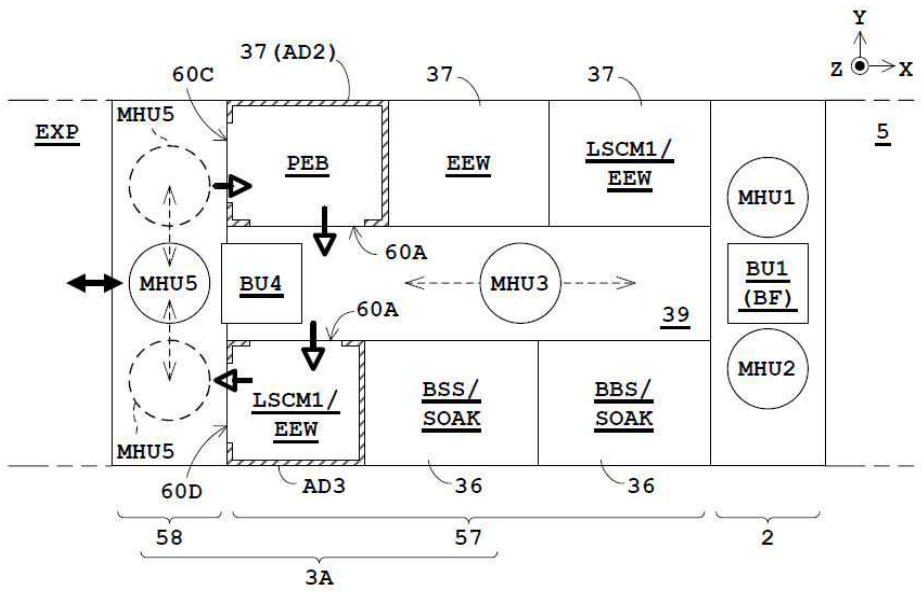 Y
37(AD2)
Z
X
60C
37
37
MHU5
EXP
5
PEB
EEW
LSCM1/
EEW
MHU1
60A
MHU5
BU4
MHU3
BU1
(BF)
60A
39
MHU2
LSCM1/
EEW
BSS/
SOAK
BBS/
SOAK
MHU5
60D
AD3
36
36
58
57
2
3A